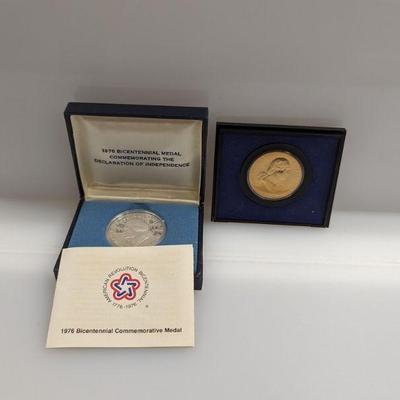 1976 BICENTENNIAL MEDAL
COMMEMORATING THE
DECLARATION OF INDEPENDENCE
AMERICAN REVOLUTION BICENTENNIAL
1776-1976
1976 Bicentennial Commemorative Medal